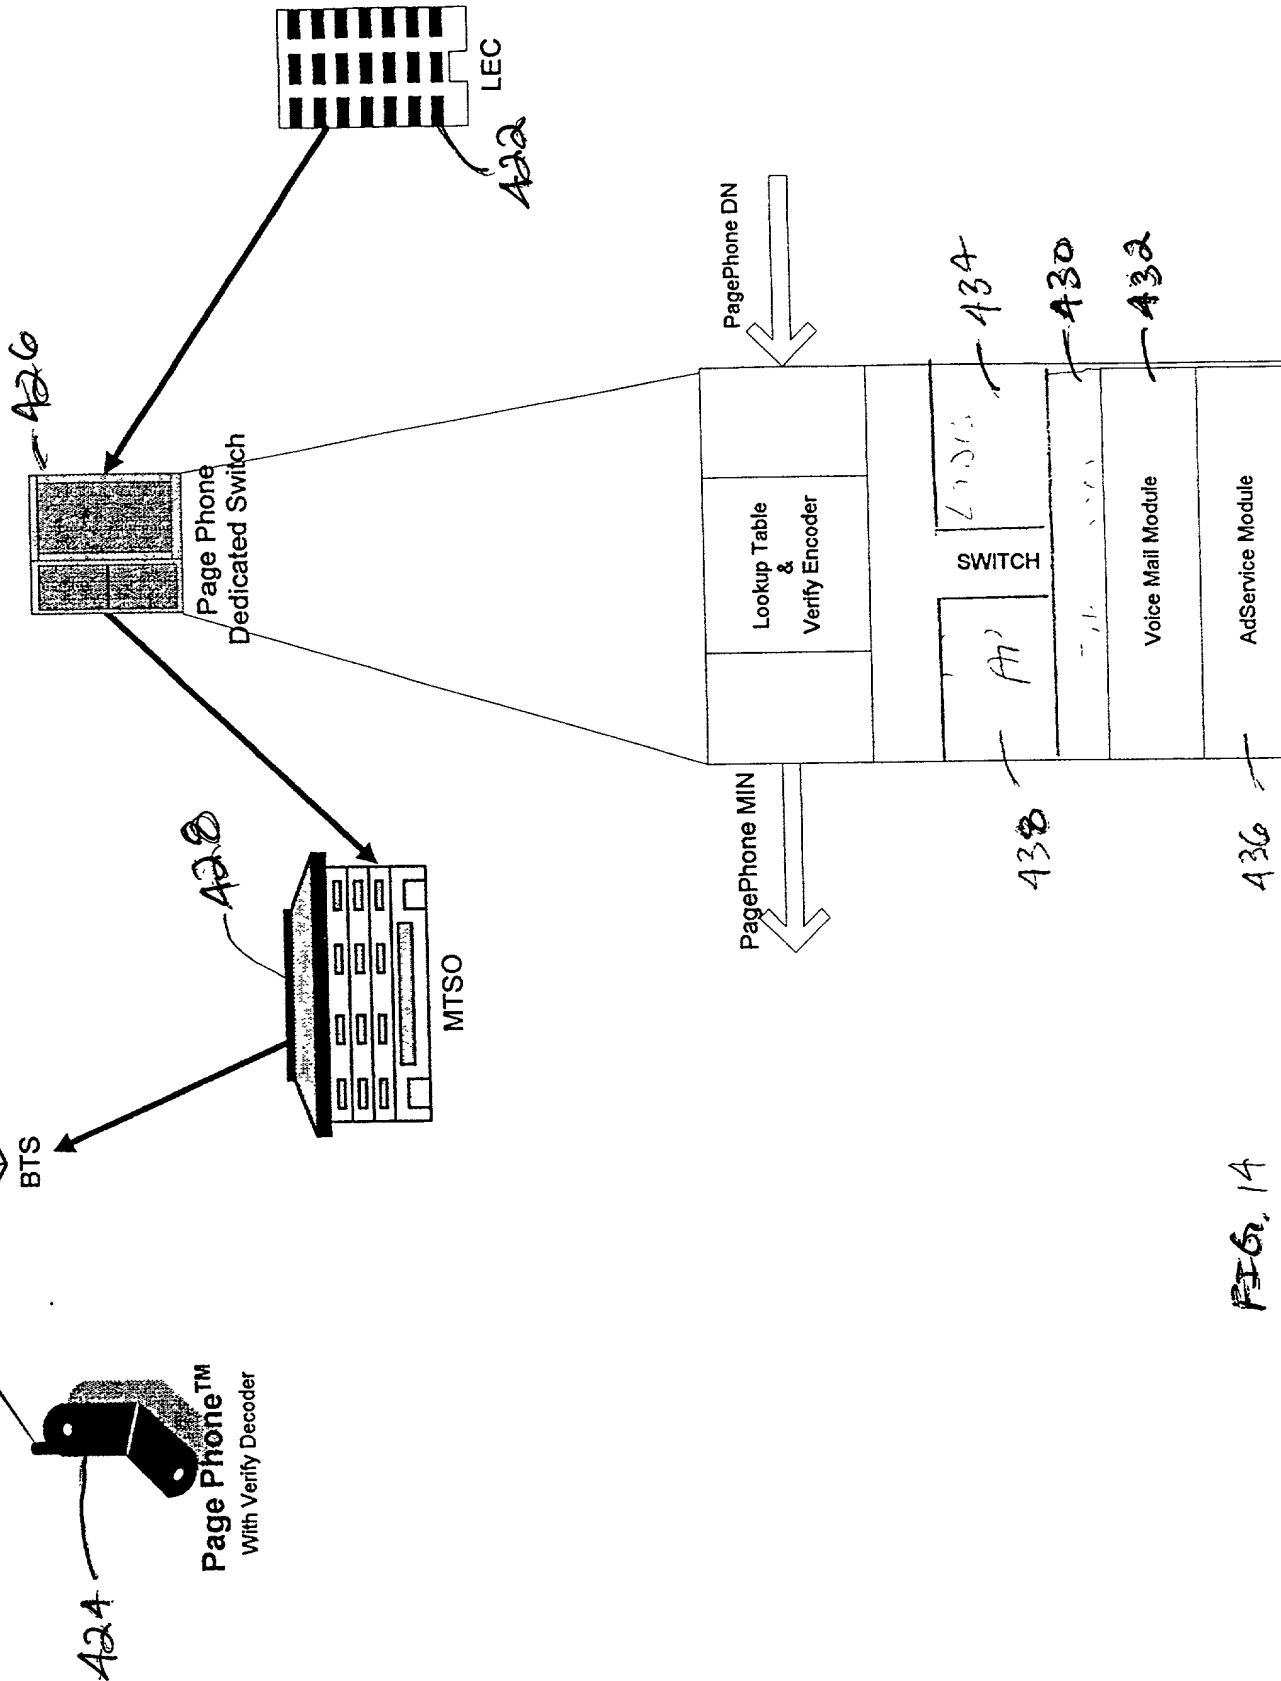 BTS
424
Page Phone™
With Verify Decoder
428
MTSO
426
Page Phone
Dedicated Switch
LEC
422
PagePhone MIN
PagePhone DN
Lookup Table
&
Verify Encoder
SWITCH
434
438
430
Voice Mail Module
432
AdService Module
436
FIG. 14